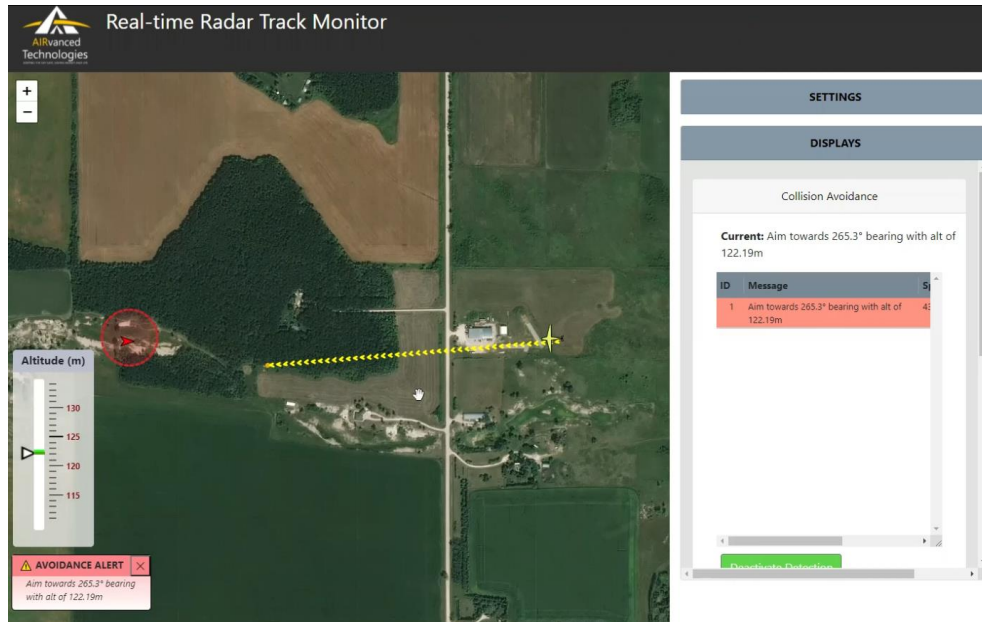 AIRvanced
Technologies
Real-time Radar Track Monitor
+
−
SETTINGS
DISPLAYS
Collision Avoidance
Current: Aim towards 265.3° bearing with alt of
122.19m
ID Message
1 Aim towards 265.3° bearing with alt of
122.19m
Altitude (m)
130
125
120
115
AVOIDANCE ALERT
Aim towards 265.3° bearing
with alt of 122.19m
Deactivate Detection